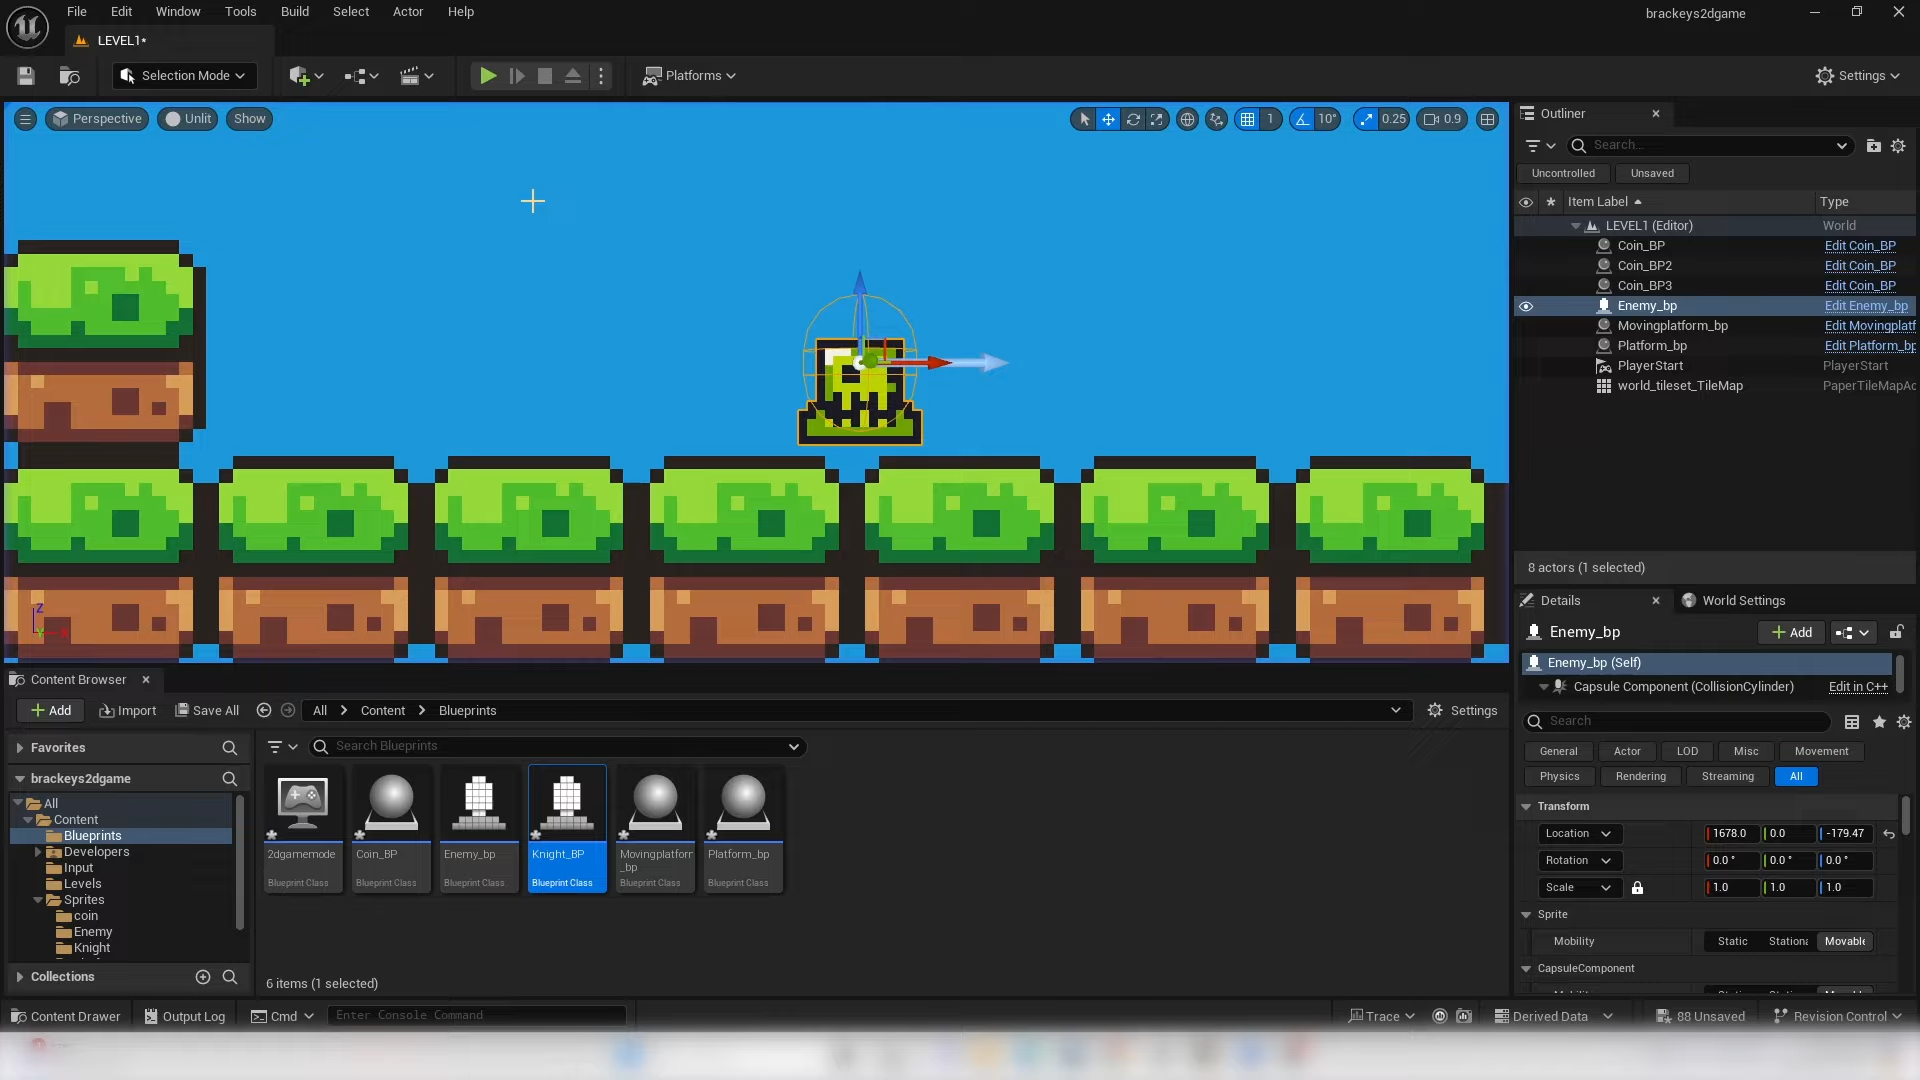 File Edit Window Tools Build Select Actor Help
brackeys2dgame
LEVEL1*
Selection Mode
Platforms
Settings
Perspective
Unlit
Show
1
10°
0.25
0.9
Outliner
Search...
Uncontrolled
Unsaved
Item Label
Type
LEVEL1 (Editor) World
Coin_BP Edit Coin_BP
Coin_BP2 Edit Coin_BP
Coin_BP3 Edit Coin_BP
Enemy_bp Edit Enemy_bp
Movingplatform_bp Edit Movingplatf
Platform_bp Edit Platform_bp
PlayerStart PlayerStart
world_tileset_TileMap PaperTileMapAc
8 actors (1 selected)
Z
X
Details
World Settings
Enemy_bp
Add
Enemy_bp (Self)
Capsule Component (CollisionCylinder) Edit in C++
Search
General Actor LOD Misc Movement
Physics Rendering Streaming All
Transform
Location 1678.0 0.0 -179.47
Rotation 0.0 ° 0.0 ° 0.0 °
Scale 1.0 1.0 1.0
Sprite
Mobility Static Stationa Movable
CapsuleComponent
Content Browser
Add Import Save All All Content Blueprints Settings
Favorites
Search Blueprints
brackeys2dgame
All
Content
Blueprints
Developers
Input
Levels
Sprites
coin
Enemy
Knight
Collections
2dgamemode
Blueprint Class
Coin_BP
Blueprint Class
Enemy_bp
Blueprint Class
Knight_BP
Blueprint Class
Movingplatform
_bp
Blueprint Class
Platform_bp
Blueprint Class
6 items (1 selected)
Content Drawer
Output Log
Cmd
Enter Console Command
Trace
Derived Data
88 Unsaved
Revision Control